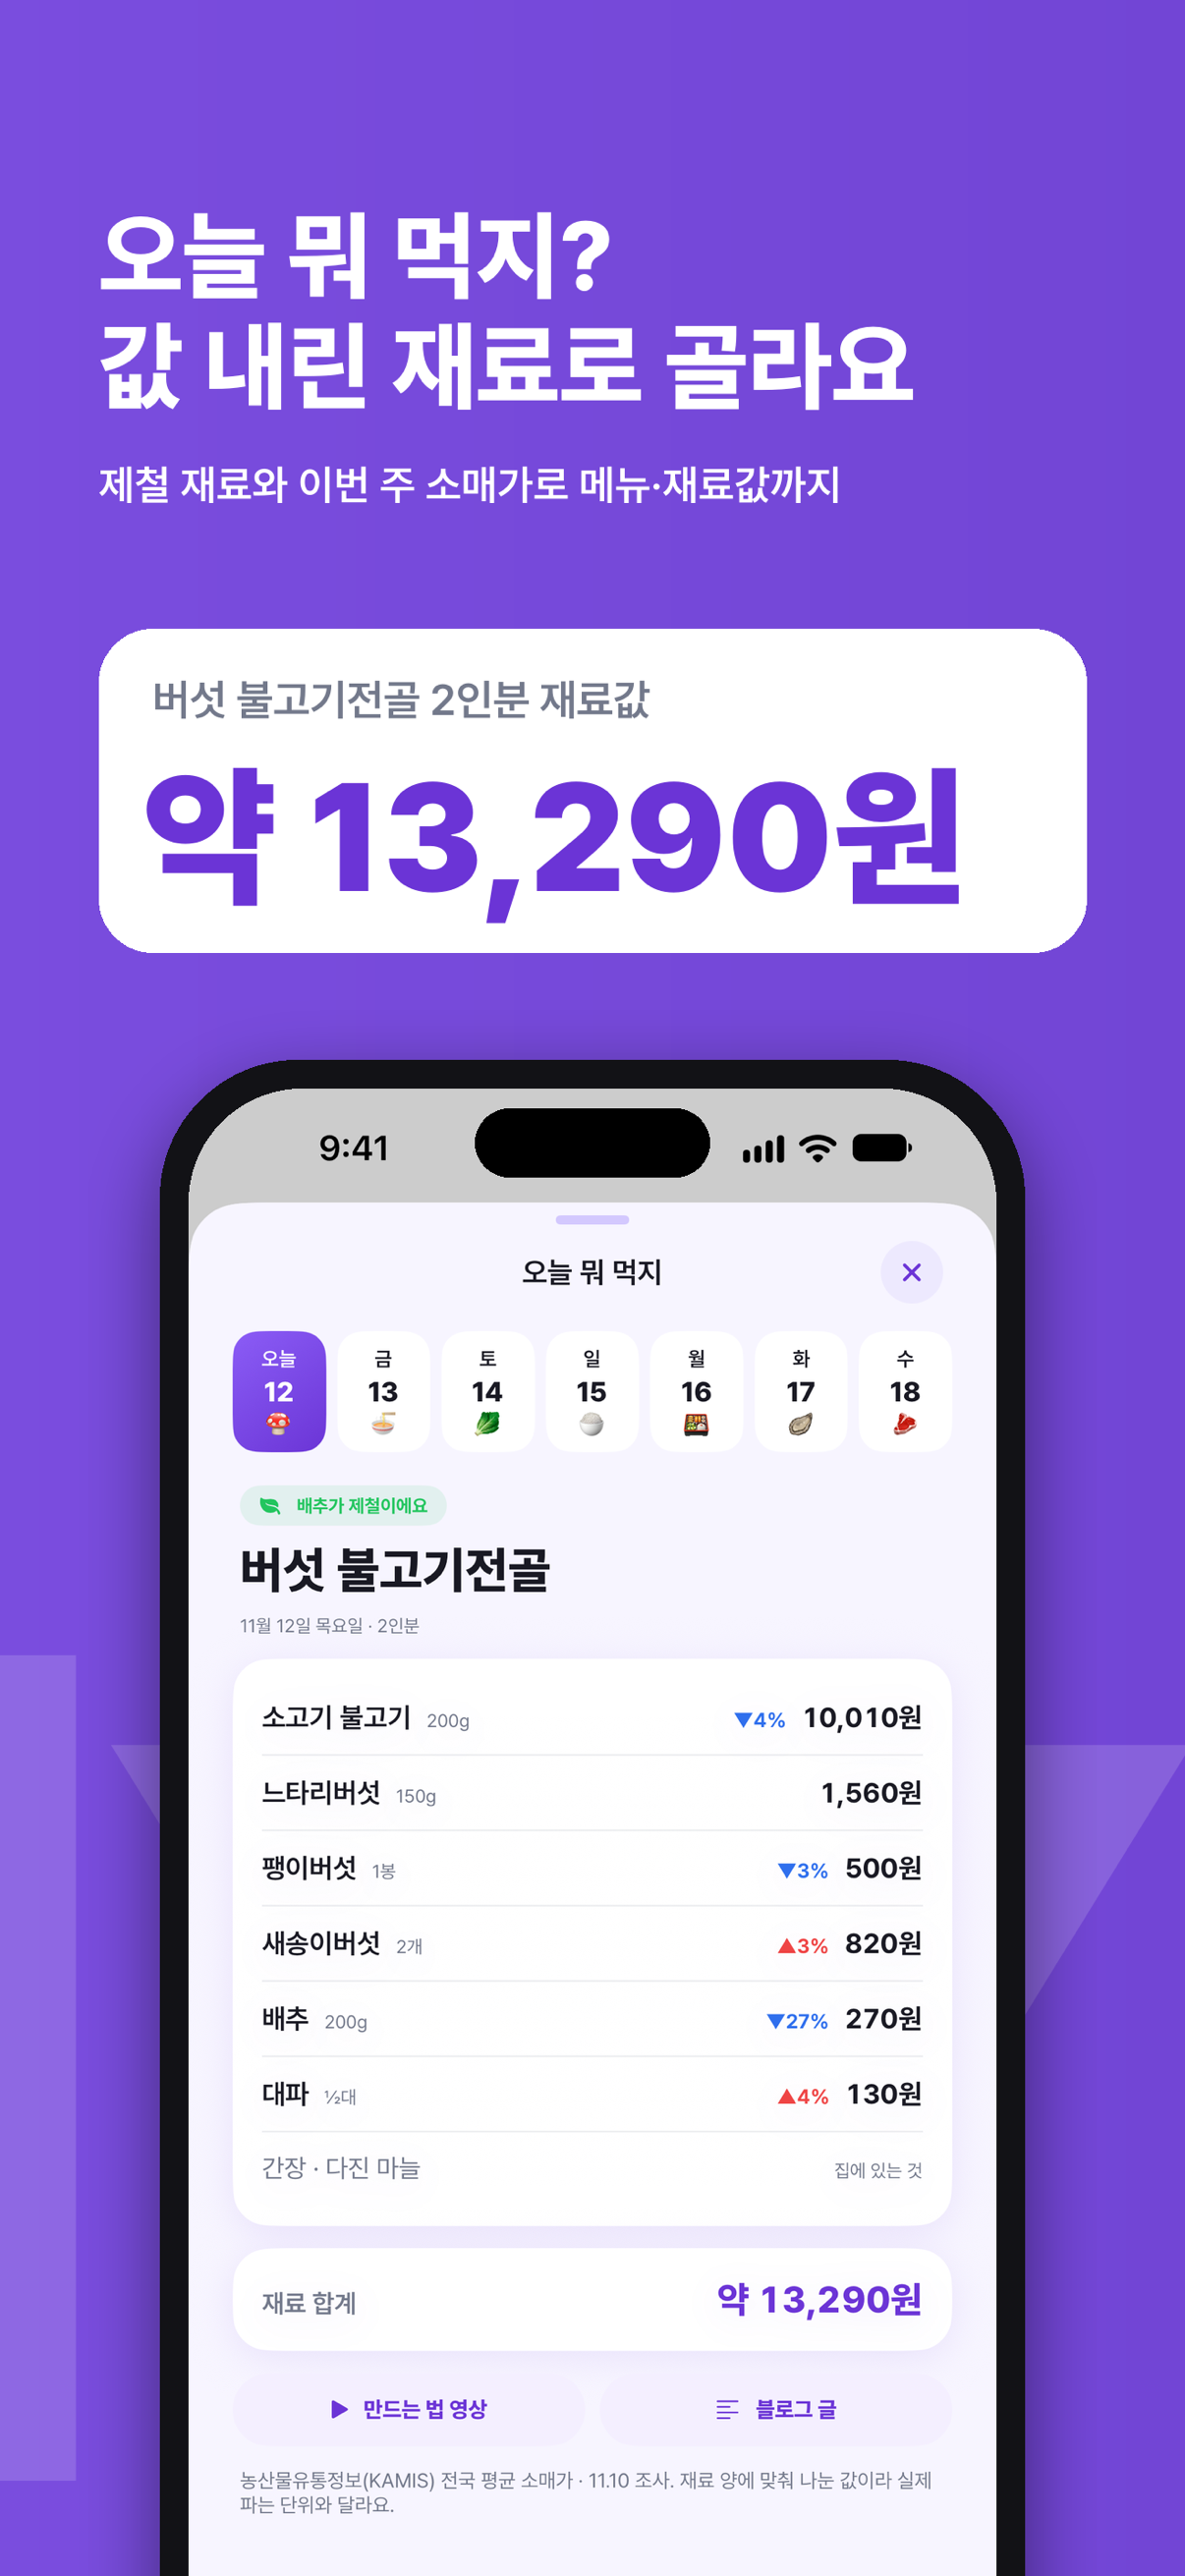 오늘 뭐 먹지?
값 내린 재료로 골라요
제철 재료와 이번 주 소매가로 메뉴·재료값까지
버섯 불고기전골 2인분 재료값
약 13,290원
9:41
오늘 뭐 먹지
오늘 금 토 일 월 화 수
12 13 14 15 16 17 18
배추가 제철이에요
버섯 불고기전골
11월 12일 목요일 · 2인분
소고기 불고기 200g ▼4% 10,010원
느타리버섯 150g 1,560원
팽이버섯 1봉 ▼3% 500원
새송이버섯 2개 ▲3% 820원
배추 200g ▼27% 270원
대파 ½대 ▲4% 130원
간장 · 다진 마늘 집에 있는 것
재료 합계 약 13,290원
만드는 법 영상 블로그 글
농산물유통정보(KAMIS) 전국 평균 소매가 · 11.10 조사. 재료 양에 맞춰 나눈 값이라 실제
파는 단위와 달라요.